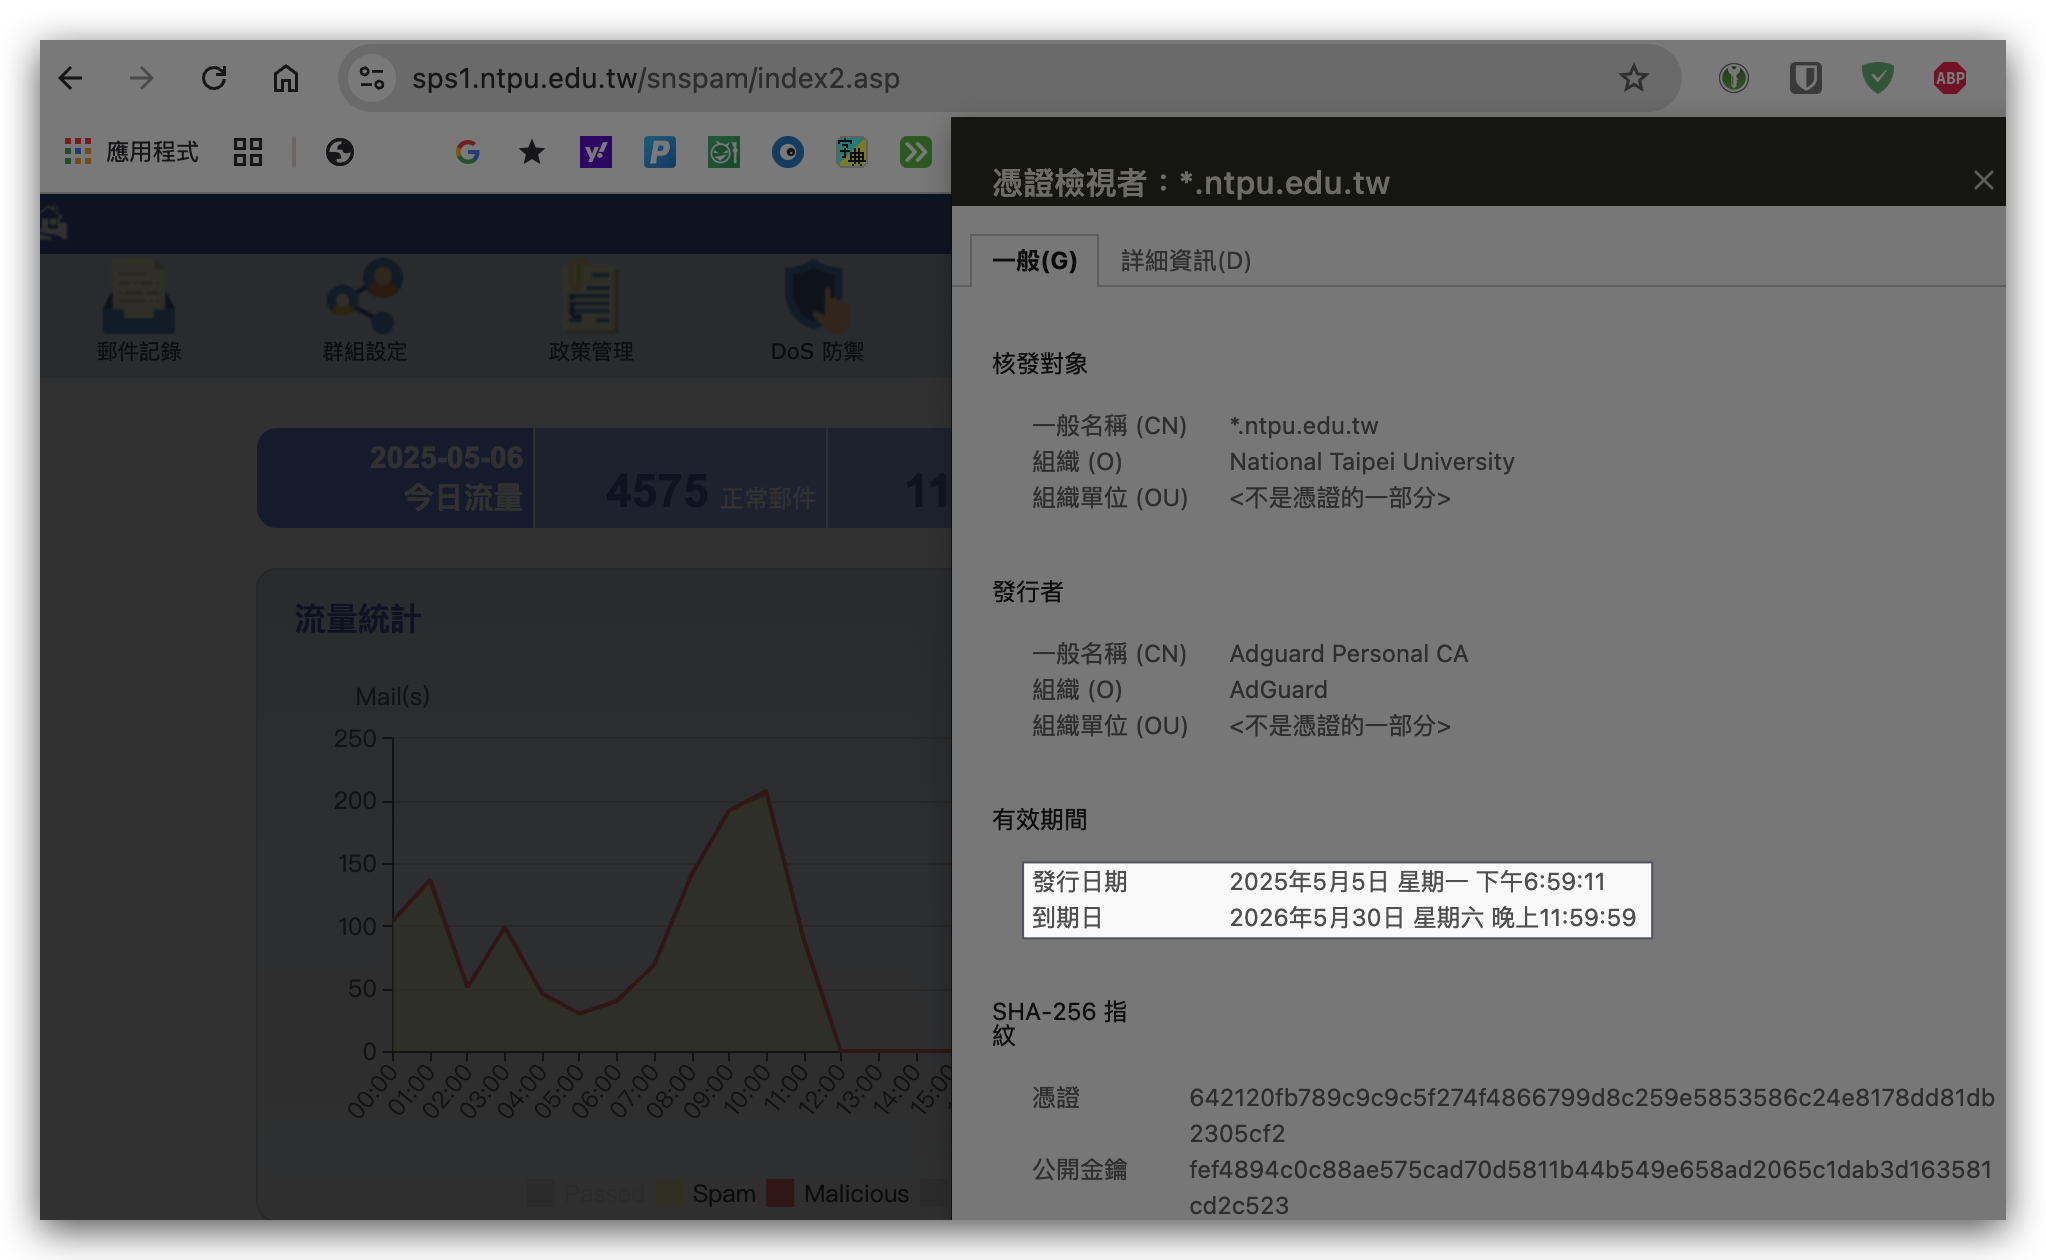 sps1.ntpu.edu.tw/snspam/index2.asp
ABP
應用程式
G
y!
P
字典
憑證檢視者：*.ntpu.edu.tw
郵件記錄
群組設定
政策管理
DoS 防禦
2025-05-06
今日流量
4575 正常郵件
11
流量統計
Mail(s)
250
200
150
100
50
0
00:00
01:00
02:00
03:00
04:00
05:00
06:00
07:00
08:00
09:00
10:00
11:00
12:00
13:00
14:00
15:00
Passed
Spam
Malicious
一般(G)
詳細資訊(D)
核發對象
一般名稱 (CN) *.ntpu.edu.tw
組織 (O) National Taipei University
組織單位 (OU) <不是憑證的一部分>
發行者
一般名稱 (CN) Adguard Personal CA
組織 (O) AdGuard
組織單位 (OU) <不是憑證的一部分>
有效期間
發行日期 2025年5月5日 星期一 下午6:59:11
到期日 2026年5月30日 星期六 晚上11:59:59
SHA-256 指
紋
憑證 642120fb789c9c9c5f274f4866799d8c259e5853586c24e8178dd81db
2305cf2
公開金鑰 fef4894c0c88ae575cad70d5811b44b549e658ad2065c1dab3d163581
cd2c523